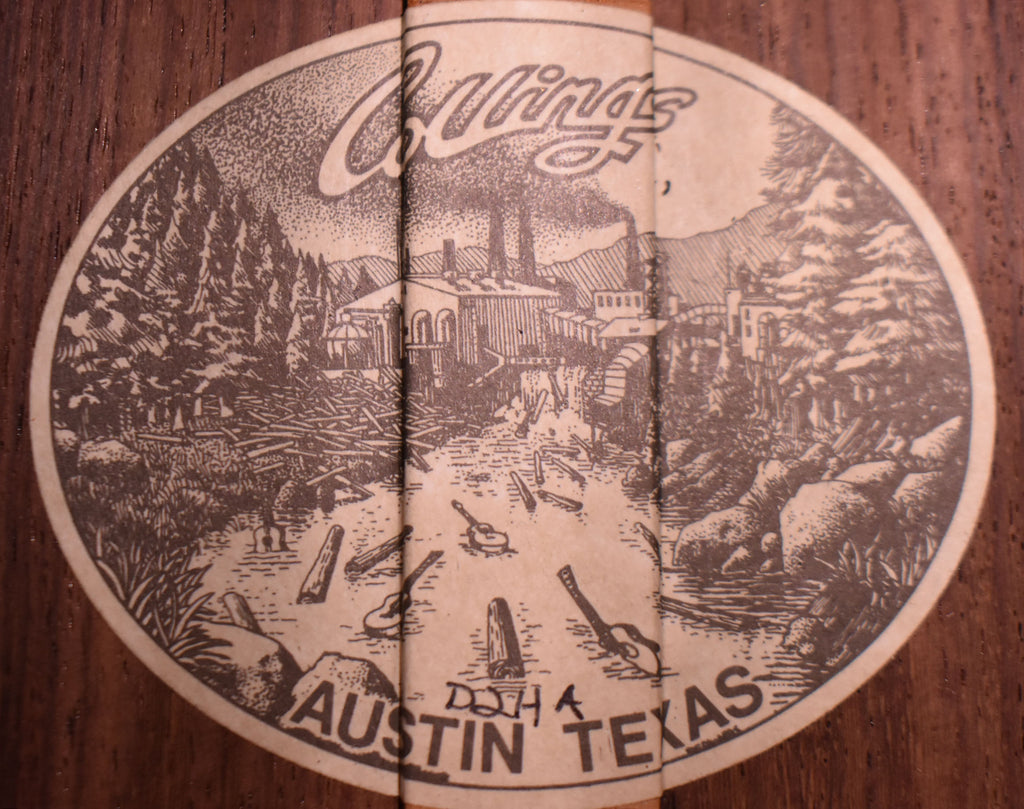 Collings
D2H A
AUSTIN TEXAS